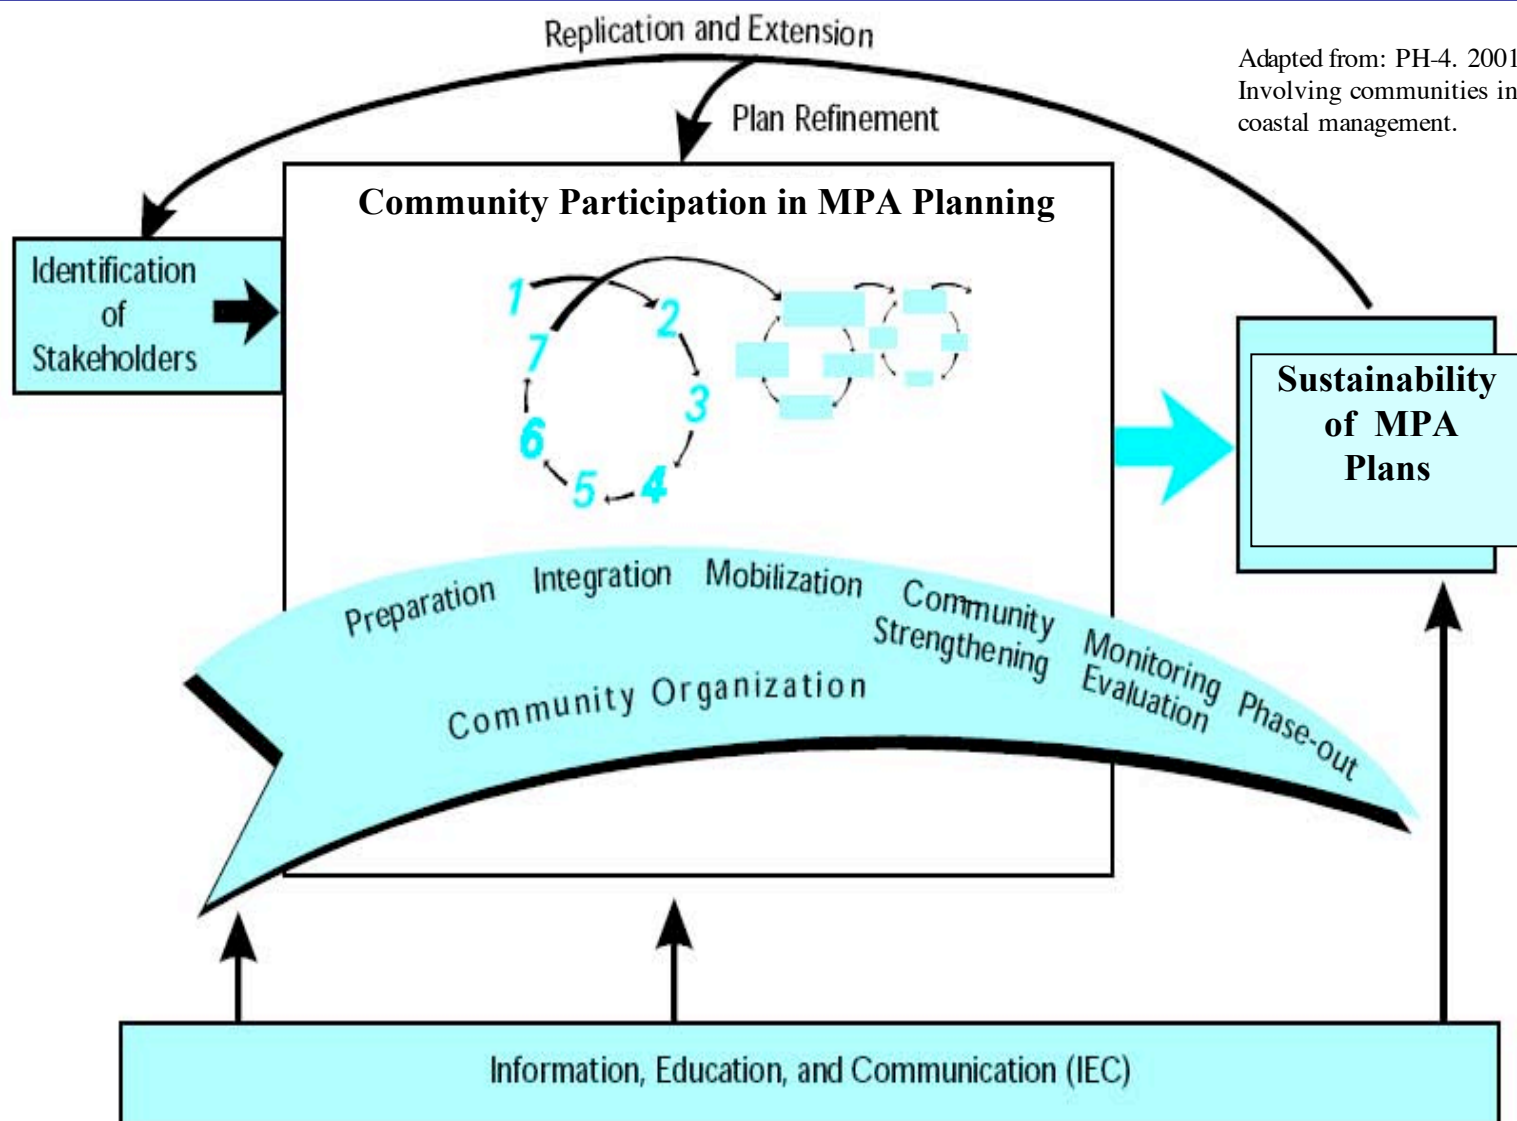 Replication and Extension
Adapted from: PH-4. 2001
Involving communities in
coastal management.
Plan Refinement
Community Participation in MPA Planning
Identification
of
Stakeholders
1
2
3
4
5
6
7
Sustainability
of MPA
Plans
Preparation
Integration
Mobilization
Community
Strengthening
Monitoring
Evaluation
Phase-out
Community Organization
Information, Education, and Communication (IEC)